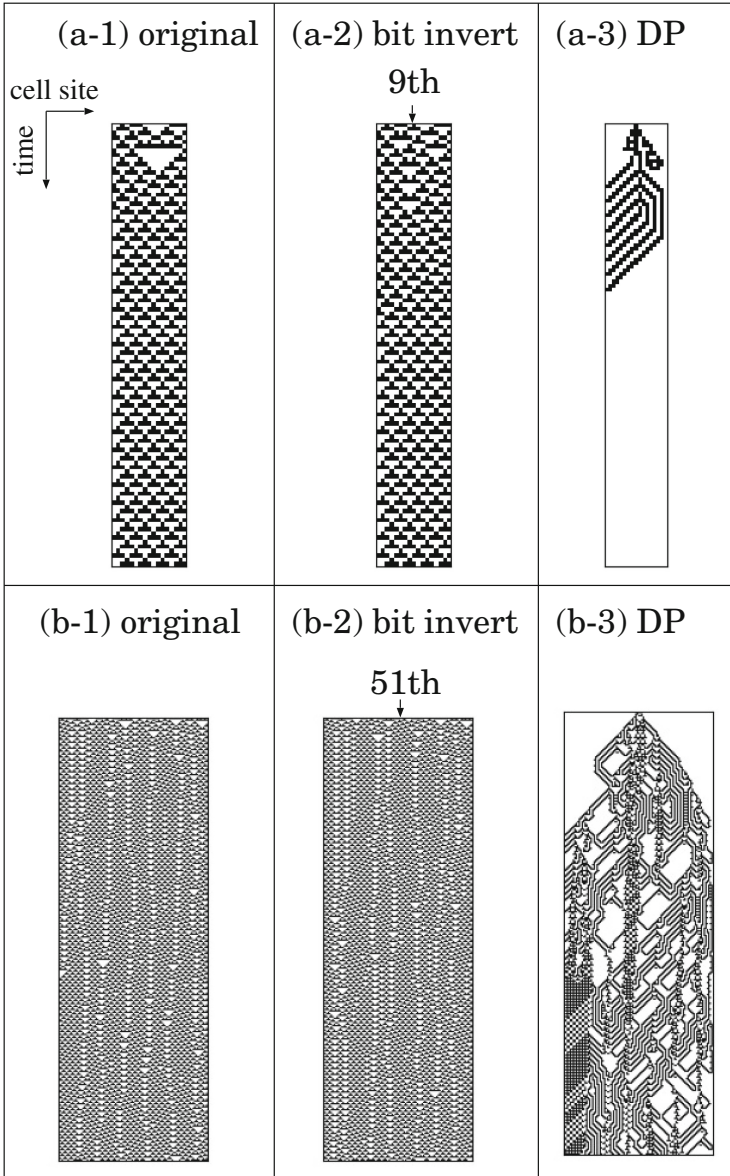 (a-1) original
(a-2) bit invert
(a-3) DP
9th
cell site
time
(b-1) original
(b-2) bit invert
(b-3) DP
51th